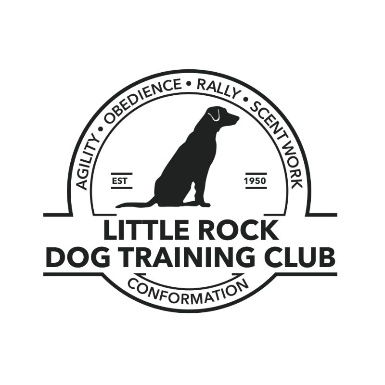 AGILITY • OBEDIENCE • RALLY • SCENTWORK
EST 1950
LITTLE ROCK
DOG TRAINING CLUB
CONFORMATION